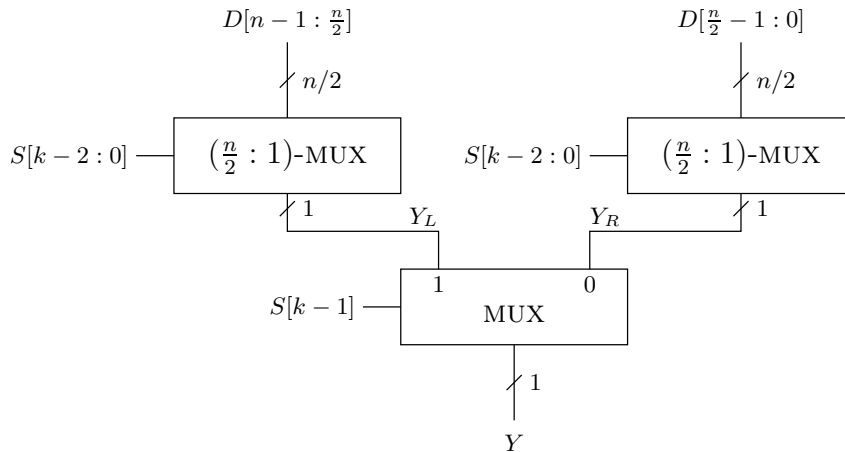 D[n − 1 : n/2] D[n/2 − 1 : 0]
n/2 n/2
S[k − 2 : 0] (n/2 : 1)-MUX S[k − 2 : 0] (n/2 : 1)-MUX
1 Y_L Y_R 1
1 0
S[k − 1] MUX
1
Y